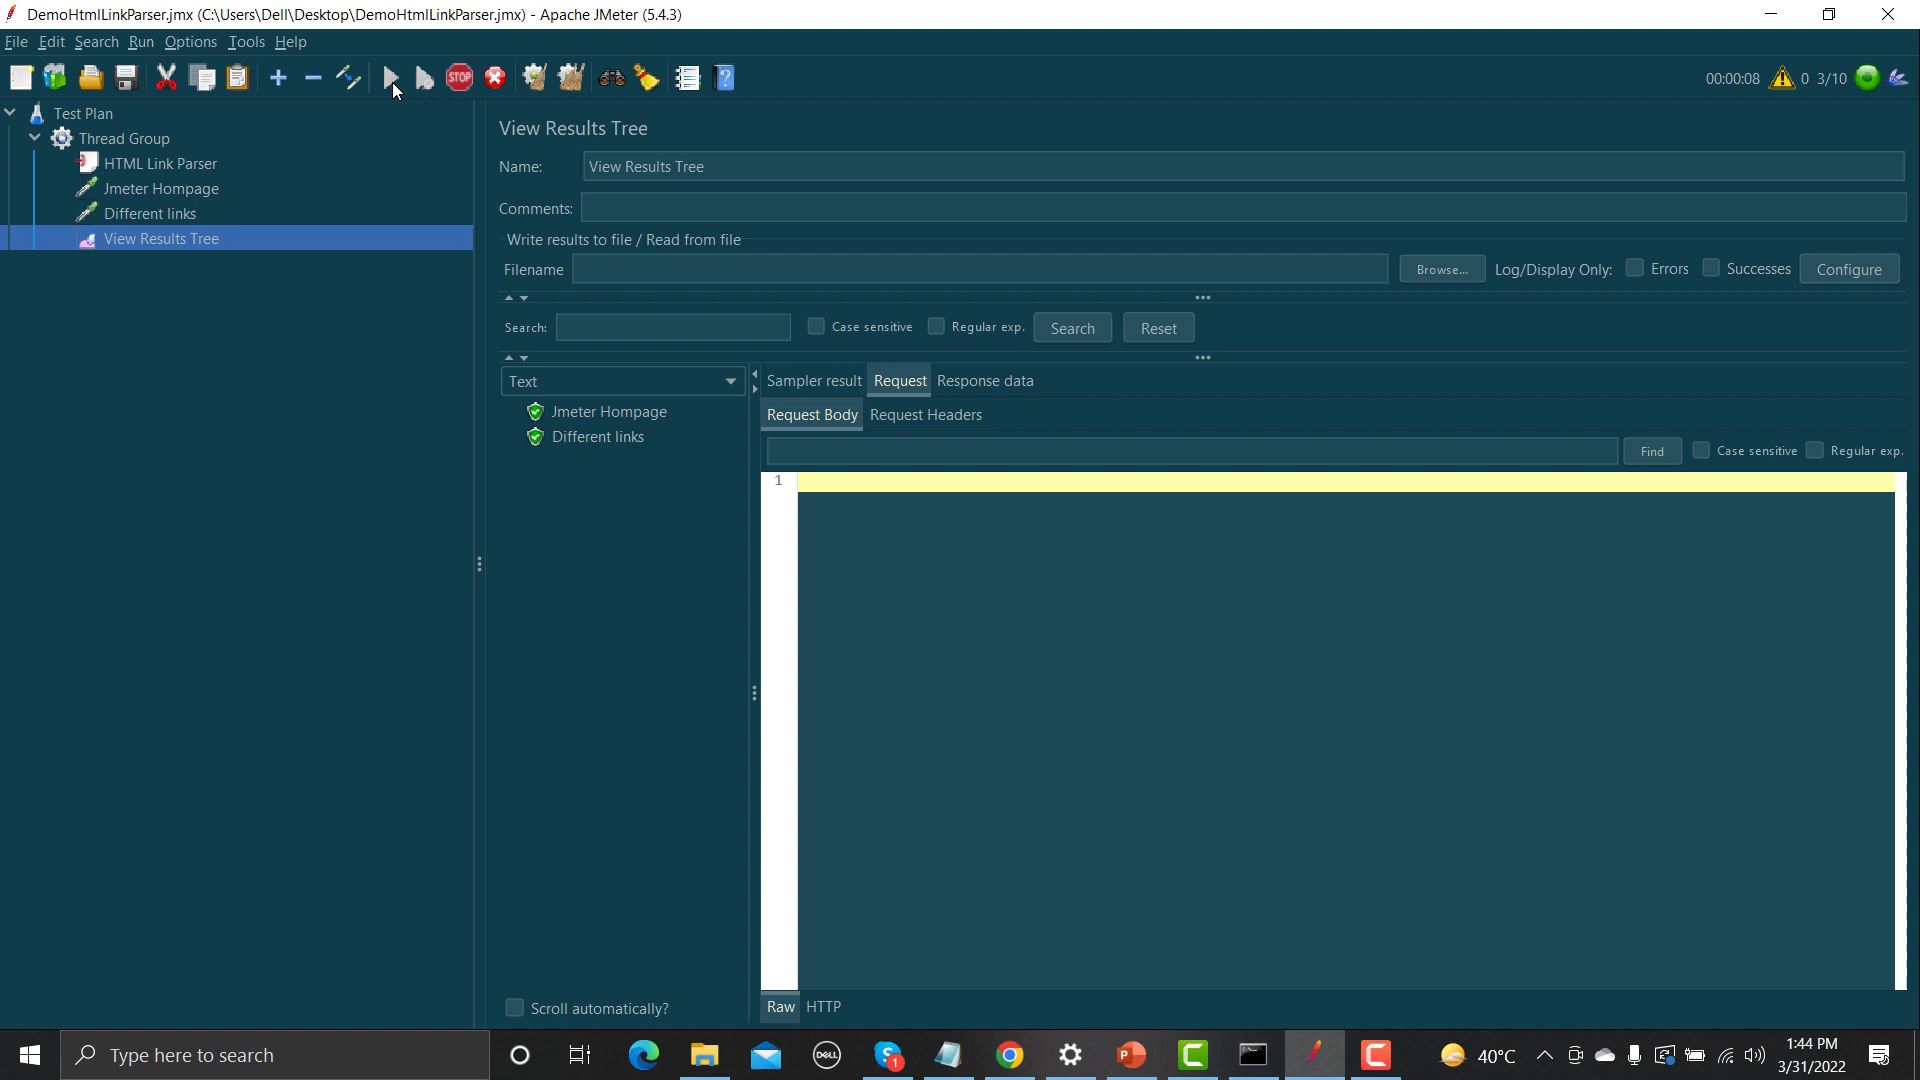 DemoHtmlLinkParser.jmx (C:\Users\Dell\Desktop\DemoHtmlLinkParser.jmx) - Apache JMeter (5.4.3)
File Edit Search Run Options Tools Help
STOP
?
00:00:08 0 3/10
Test Plan
Thread Group
HTML Link Parser
Jmeter Hompage
Different links
View Results Tree
View Results Tree
Name: View Results Tree
Comments:
Write results to file / Read from file
Filename Browse... Log/Display Only: Errors Successes Configure
Search: Case sensitive Regular exp. Search Reset
Text
Jmeter Hompage
Different links
Scroll automatically?
Sampler result Request Response data
Request Body Request Headers
Find Case sensitive Regular exp.
1
Raw HTTP
Type here to search
DELL
1
P
40°C
1:44 PM
3/31/2022